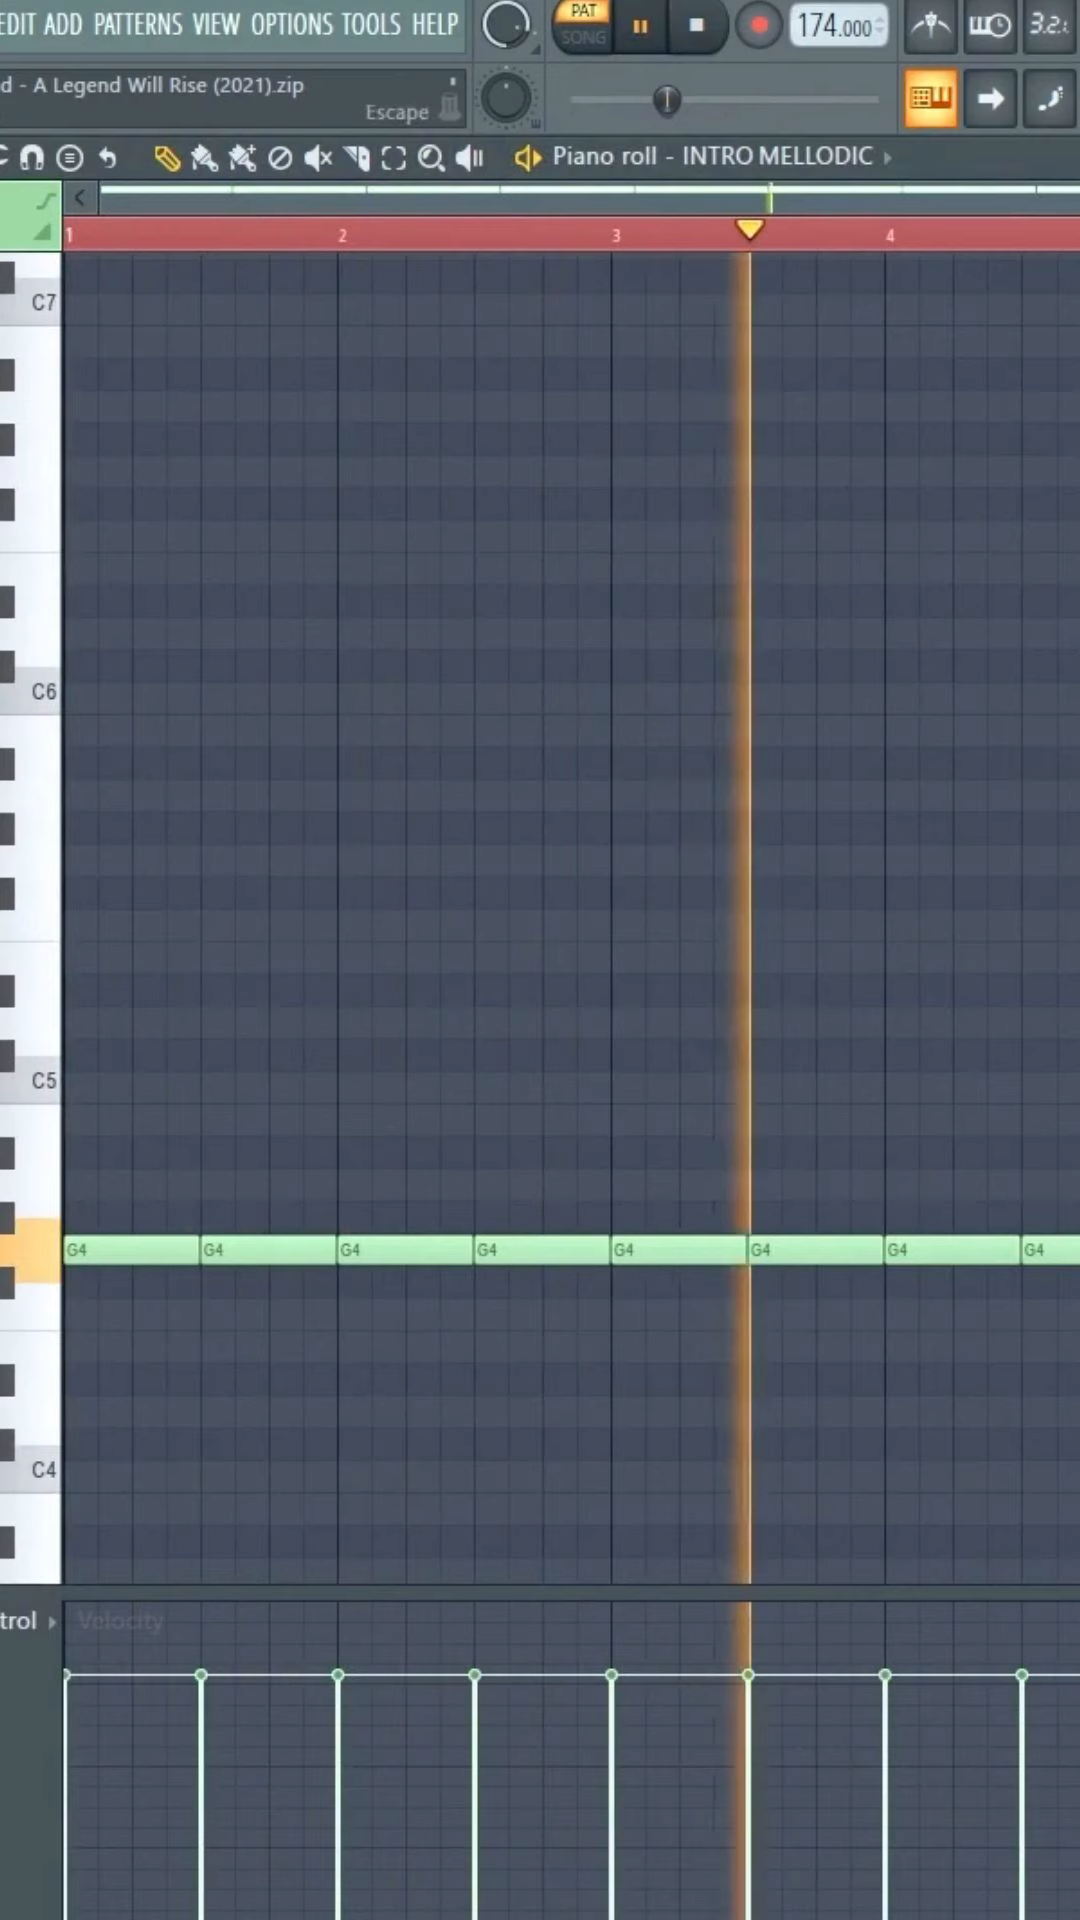 EDIT ADD PATTERNS VIEW OPTIONS TOOLS HELP
PAT
SONG
174.000
3.2.
d - A Legend Will Rise (2021).zip
Escape
Piano roll - INTRO MELLODIC
1 2 3 4
C7
C6
C5
G4 G4 G4 G4 G4 G4 G4 G4
C4
trol
Velocity